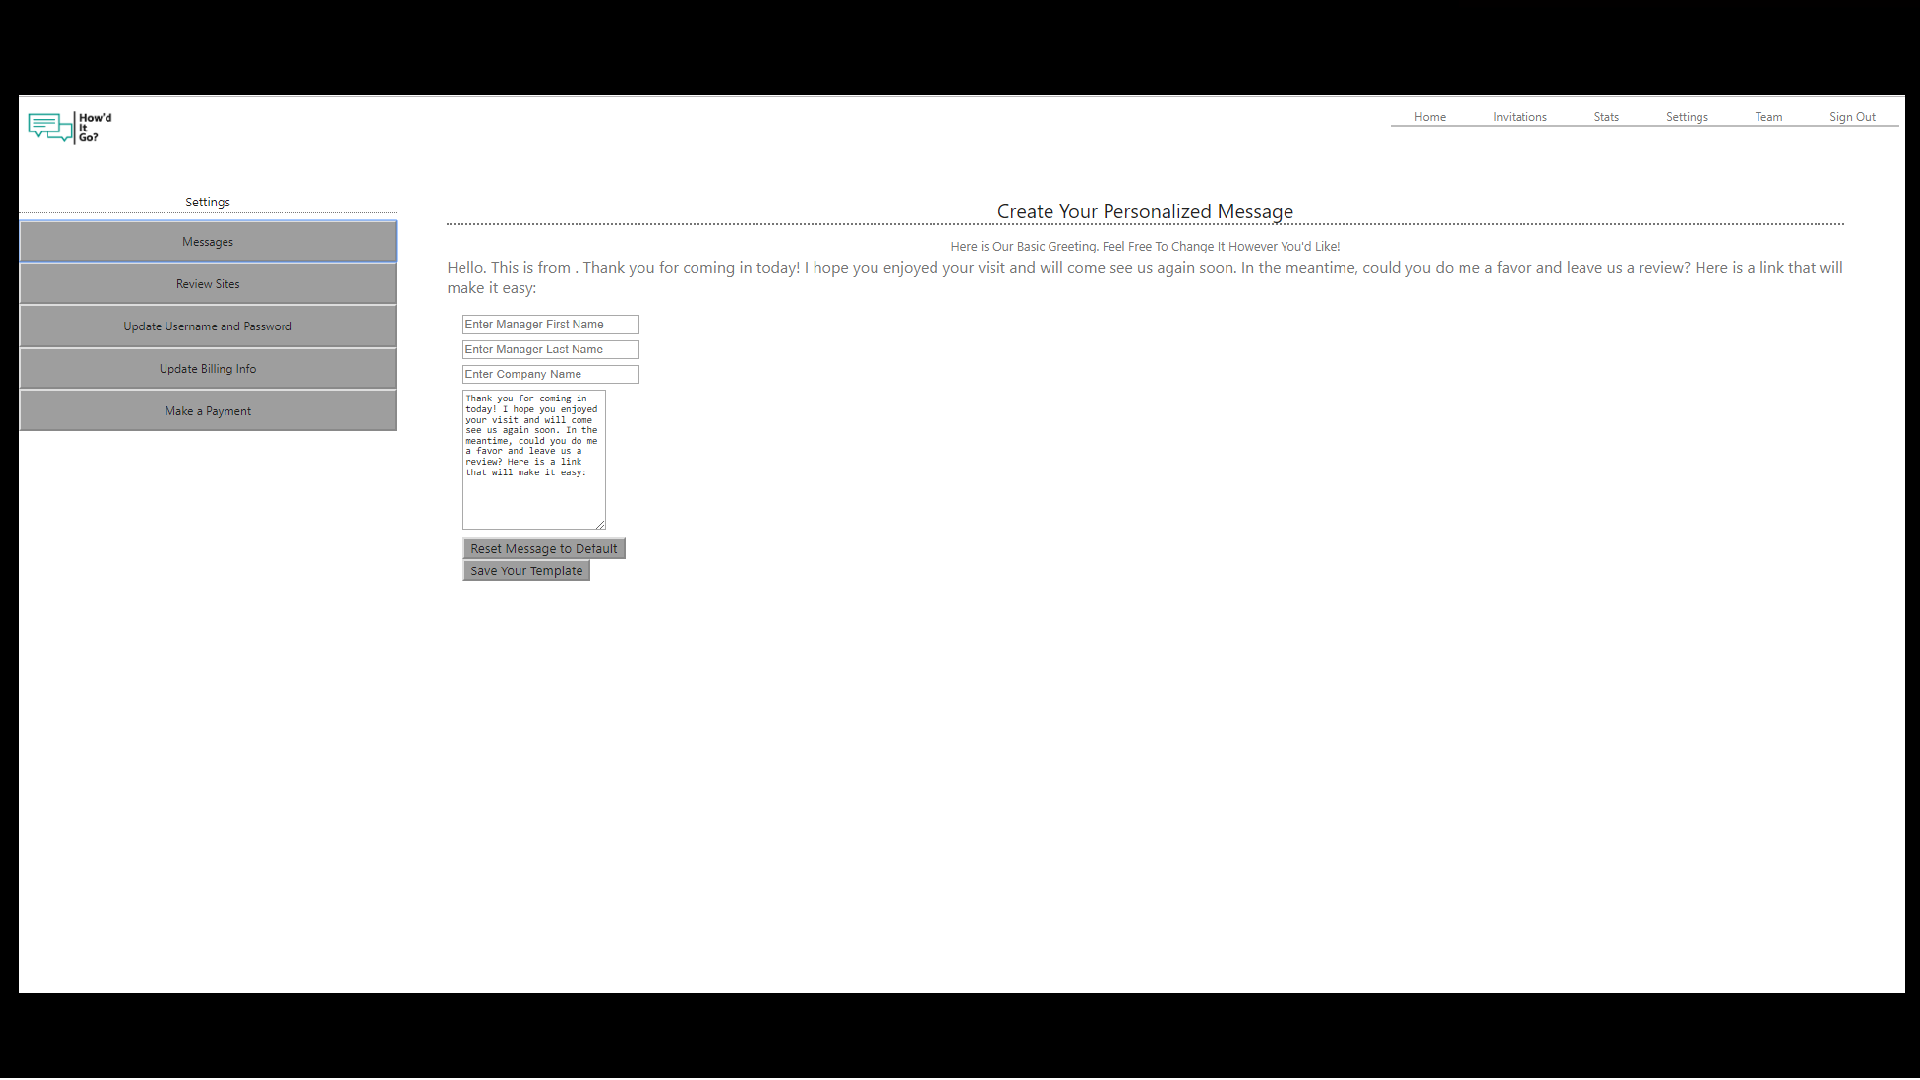 How'd
It
Go?
Home Invitations Stats Settings Team Sign Out
Settings
Messages
Review Sites
Update Username and Password
Update Billing Info
Make a Payment
Create Your Personalized Message
Here is Our Basic Greeting. Feel Free To Change It However You'd Like!
Hello. This is from . Thank you for coming in today! I hope you enjoyed your visit and will come see us again soon. In the meantime, could you do me a favor and leave us a review? Here is a link that will
make it easy:
Enter Manager First Name
Enter Manager Last Name
Enter Company Name
Thank you for coming in
today! I hope you enjoyed
your visit and will come
see us again soon. In the
meantime, could you do me
a favor and leave us a
review? Here is a link
that will make it easy:
Reset Message to Default
Save Your Template